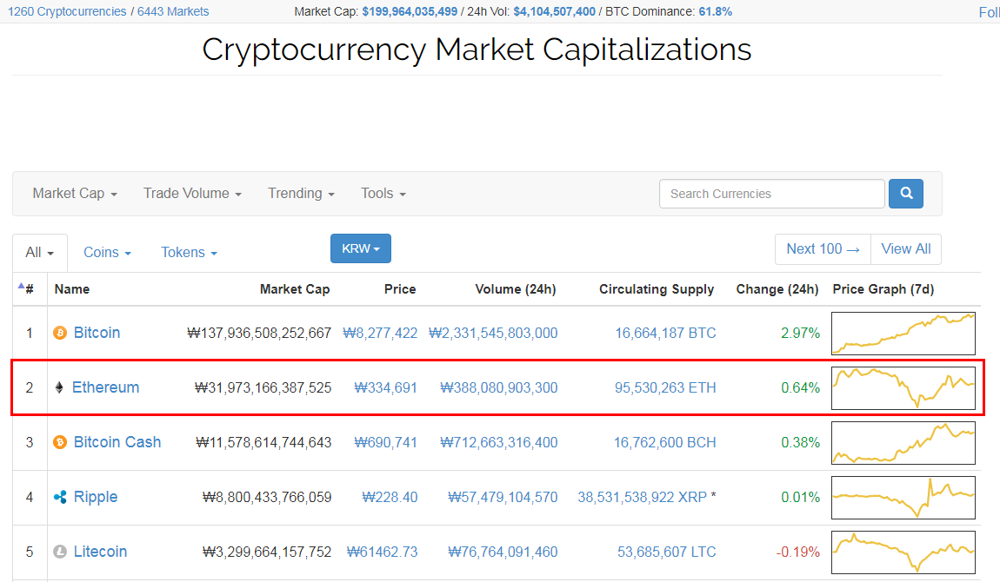 1260 Cryptocurrencies / 6443 Markets Market Cap: $199,964,035,499 / 24h Vol: $4,104,507,400 / BTC Dominance: 61.8% Foll
Cryptocurrency Market Capitalizations
Market Cap Trade Volume Trending Tools Search Currencies
All Coins Tokens KRW Next 100 → View All
# Name Market Cap Price Volume (24h) Circulating Supply Change (24h) Price Graph (7d)
1 Bitcoin ₩137,936,508,252,667 ₩8,277,422 ₩2,331,545,803,000 16,664,187 BTC 2.97%
2 Ethereum ₩31,973,166,387,525 ₩334,691 ₩388,080,903,300 95,530,263 ETH 0.64%
3 Bitcoin Cash ₩11,578,614,744,643 ₩690,741 ₩712,663,316,400 16,762,600 BCH 0.38%
4 Ripple ₩8,800,433,766,059 ₩228.40 ₩57,479,104,570 38,531,538,922 XRP * 0.01%
5 Litecoin ₩3,299,664,157,752 ₩61462.73 ₩76,764,091,460 53,685,607 LTC -0.19%